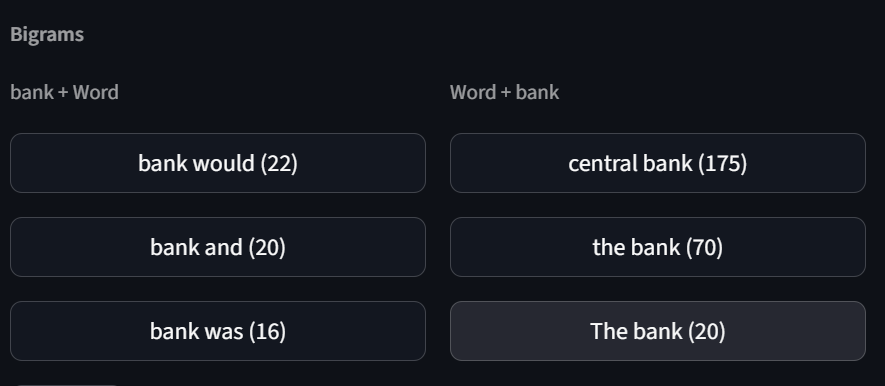 Bigrams
bank + Word
Word + bank
bank would (22)
central bank (175)
bank and (20)
the bank (70)
bank was (16)
The bank (20)